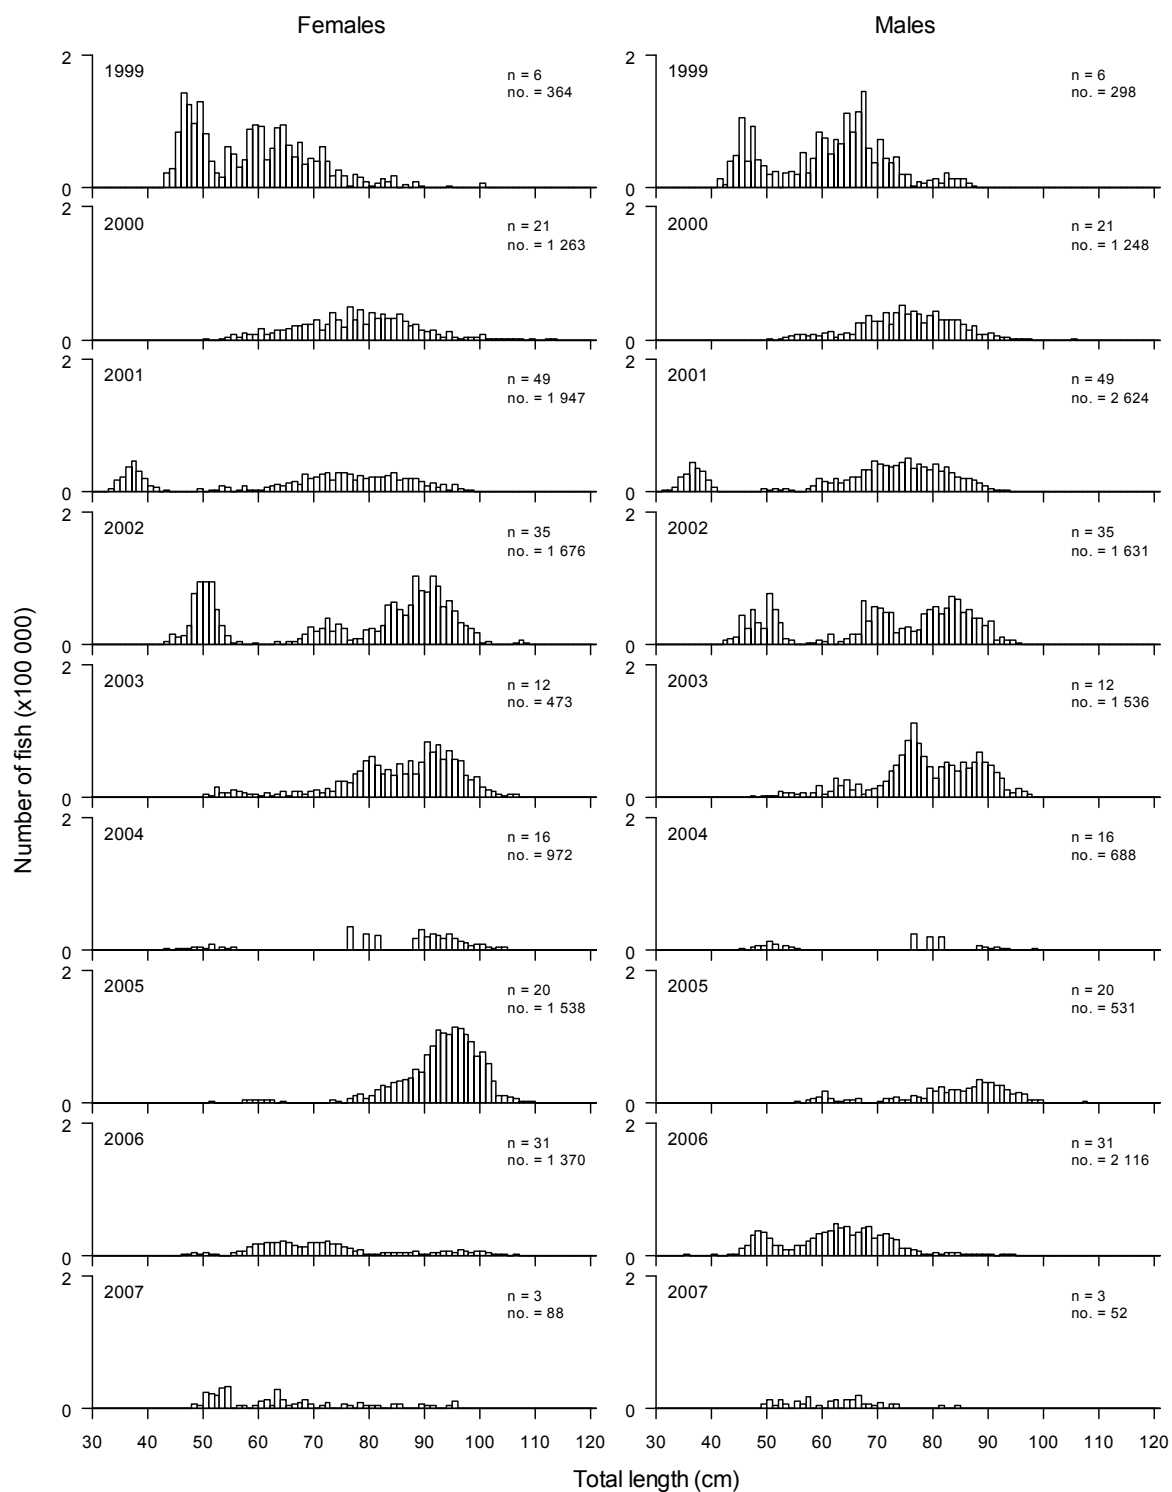 Females
Males
2
1999
n = 6
no. = 364
0
2
1999
n = 6
no. = 298
0
2
2000
n = 21
no. = 1 263
0
2
2000
n = 21
no. = 1 248
0
2
2001
n = 49
no. = 1 947
0
2
2001
n = 49
no. = 2 624
0
2
2002
n = 35
no. = 1 676
0
2
2002
n = 35
no. = 1 631
0
2
2003
n = 12
no. = 473
0
2
2003
n = 12
no. = 1 536
0
2
2004
n = 16
no. = 972
0
2
2004
n = 16
no. = 688
0
2
2005
n = 20
no. = 1 538
0
2
2005
n = 20
no. = 531
0
2
2006
n = 31
no. = 1 370
0
2
2006
n = 31
no. = 2 116
0
2
2007
n = 3
no. = 88
0
2
2007
n = 3
no. = 52
0
30 40 50 60 70 80 90 100 110 120
30 40 50 60 70 80 90 100 110 120
Number of fish (x100 000)
Total length (cm)